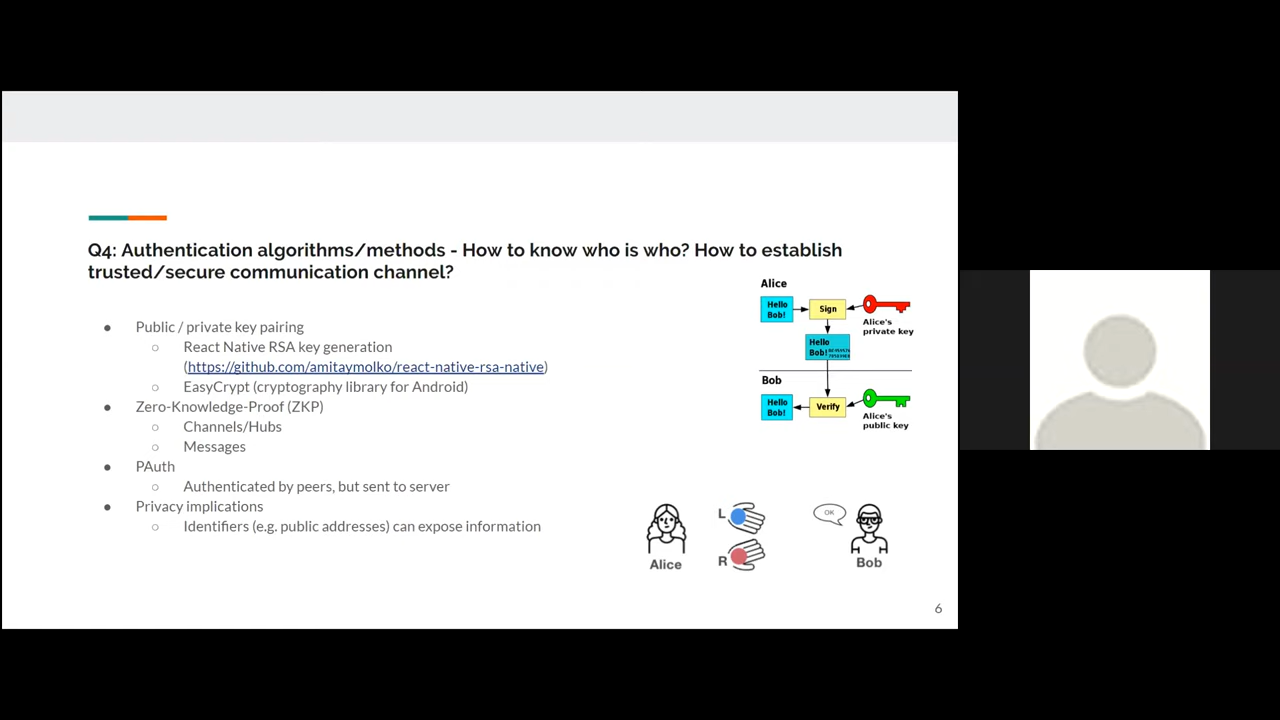 Q4: Authentication algorithms/methods - How to know who is who? How to establish
trusted/secure communication channel?
● Public / private key pairing
○ React Native RSA key generation
(https://github.com/amitaymolko/react-native-rsa-native)
○ EasyCrypt (cryptography library for Android)
● Zero-Knowledge-Proof (ZKP)
○ Channels/Hubs
○ Messages
● PAuth
○ Authenticated by peers, but sent to server
● Privacy implications
○ Identifiers (e.g. public addresses) can expose information
Alice
Hello
Bob!
Sign
Alice's
private key
Hello
Bob!
Bob
Hello
Bob!
Verify
Alice's
public key
L
R
OK
Alice
Bob
6